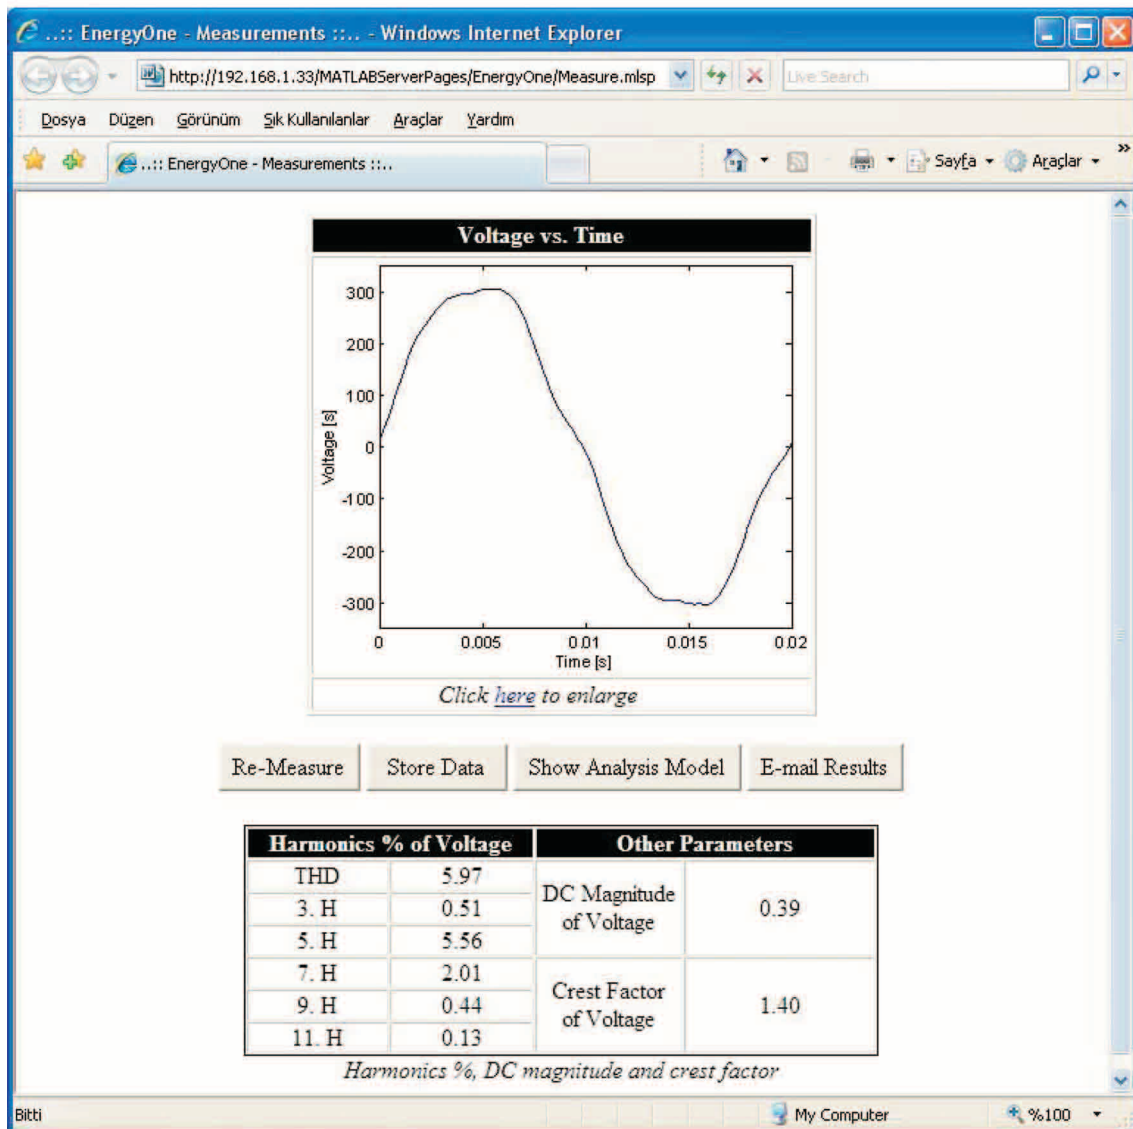 ..:: EnergyOne - Measurements ::.. - Windows Internet Explorer
http://192.168.1.33/MATLABServerPages/EnergyOne/Measure.mlsp
Live Search
Dosya Düzen Görünüm Sık Kullanılanlar Araçlar Yardım
..:: EnergyOne - Measurements ::..
Sayfa Araçlar »
Voltage vs. Time
300
200
100
0
-100
-200
-300
Voltage [s]
0 0.005 0.01 0.015 0.02
Time [s]
Click here to enlarge
Re-Measure Store Data Show Analysis Model E-mail Results
Harmonics % of Voltage Other Parameters
THD 5.97
3. H 0.51
5. H 5.56
DC Magnitude
of Voltage
0.39
7. H 2.01
9. H 0.44
11. H 0.13
Crest Factor
of Voltage
1.40
Harmonics %, DC magnitude and crest factor
Bitti My Computer %100